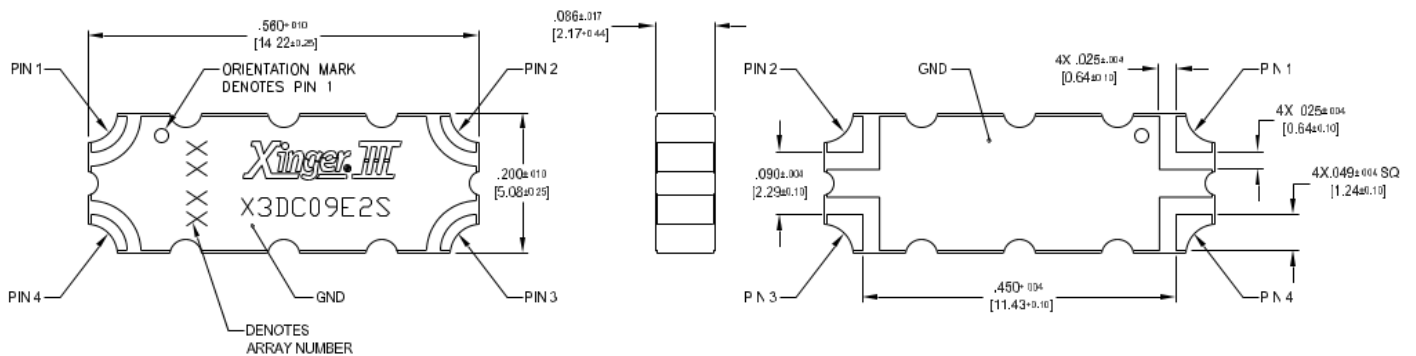 .560±.010
[14.22±0.25]
PIN 1
ORIENTATION MARK
DENOTES PIN 1
PIN 2
Xinger III
X3DC09E2S
X X X X
.200±.010
[5.08±0.25]
PIN 4
DENOTES
ARRAY NUMBER
GND
PIN 3
.086±.017
[2.17±0.44]
PIN 2
GND
4X .025±.004
[0.64±0.10]
PIN 1
4X .025±.004
[0.64±0.10]
.090±.004
[2.29±0.10]
4X.049±.004 SQ
[1.24±0.10]
PIN 3
.450±.004
[11.43±0.10]
PIN 4